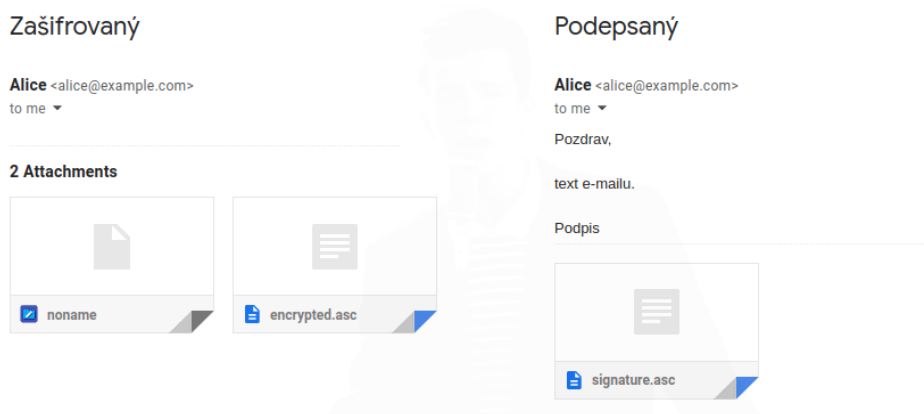 Zašifrovaný
Alice <alice@example.com>
to me
2 Attachments
noname
encrypted.asc
Podepsaný
Alice <alice@example.com>
to me
Pozdrav,
text e-mailu.
Podpis
signature.asc